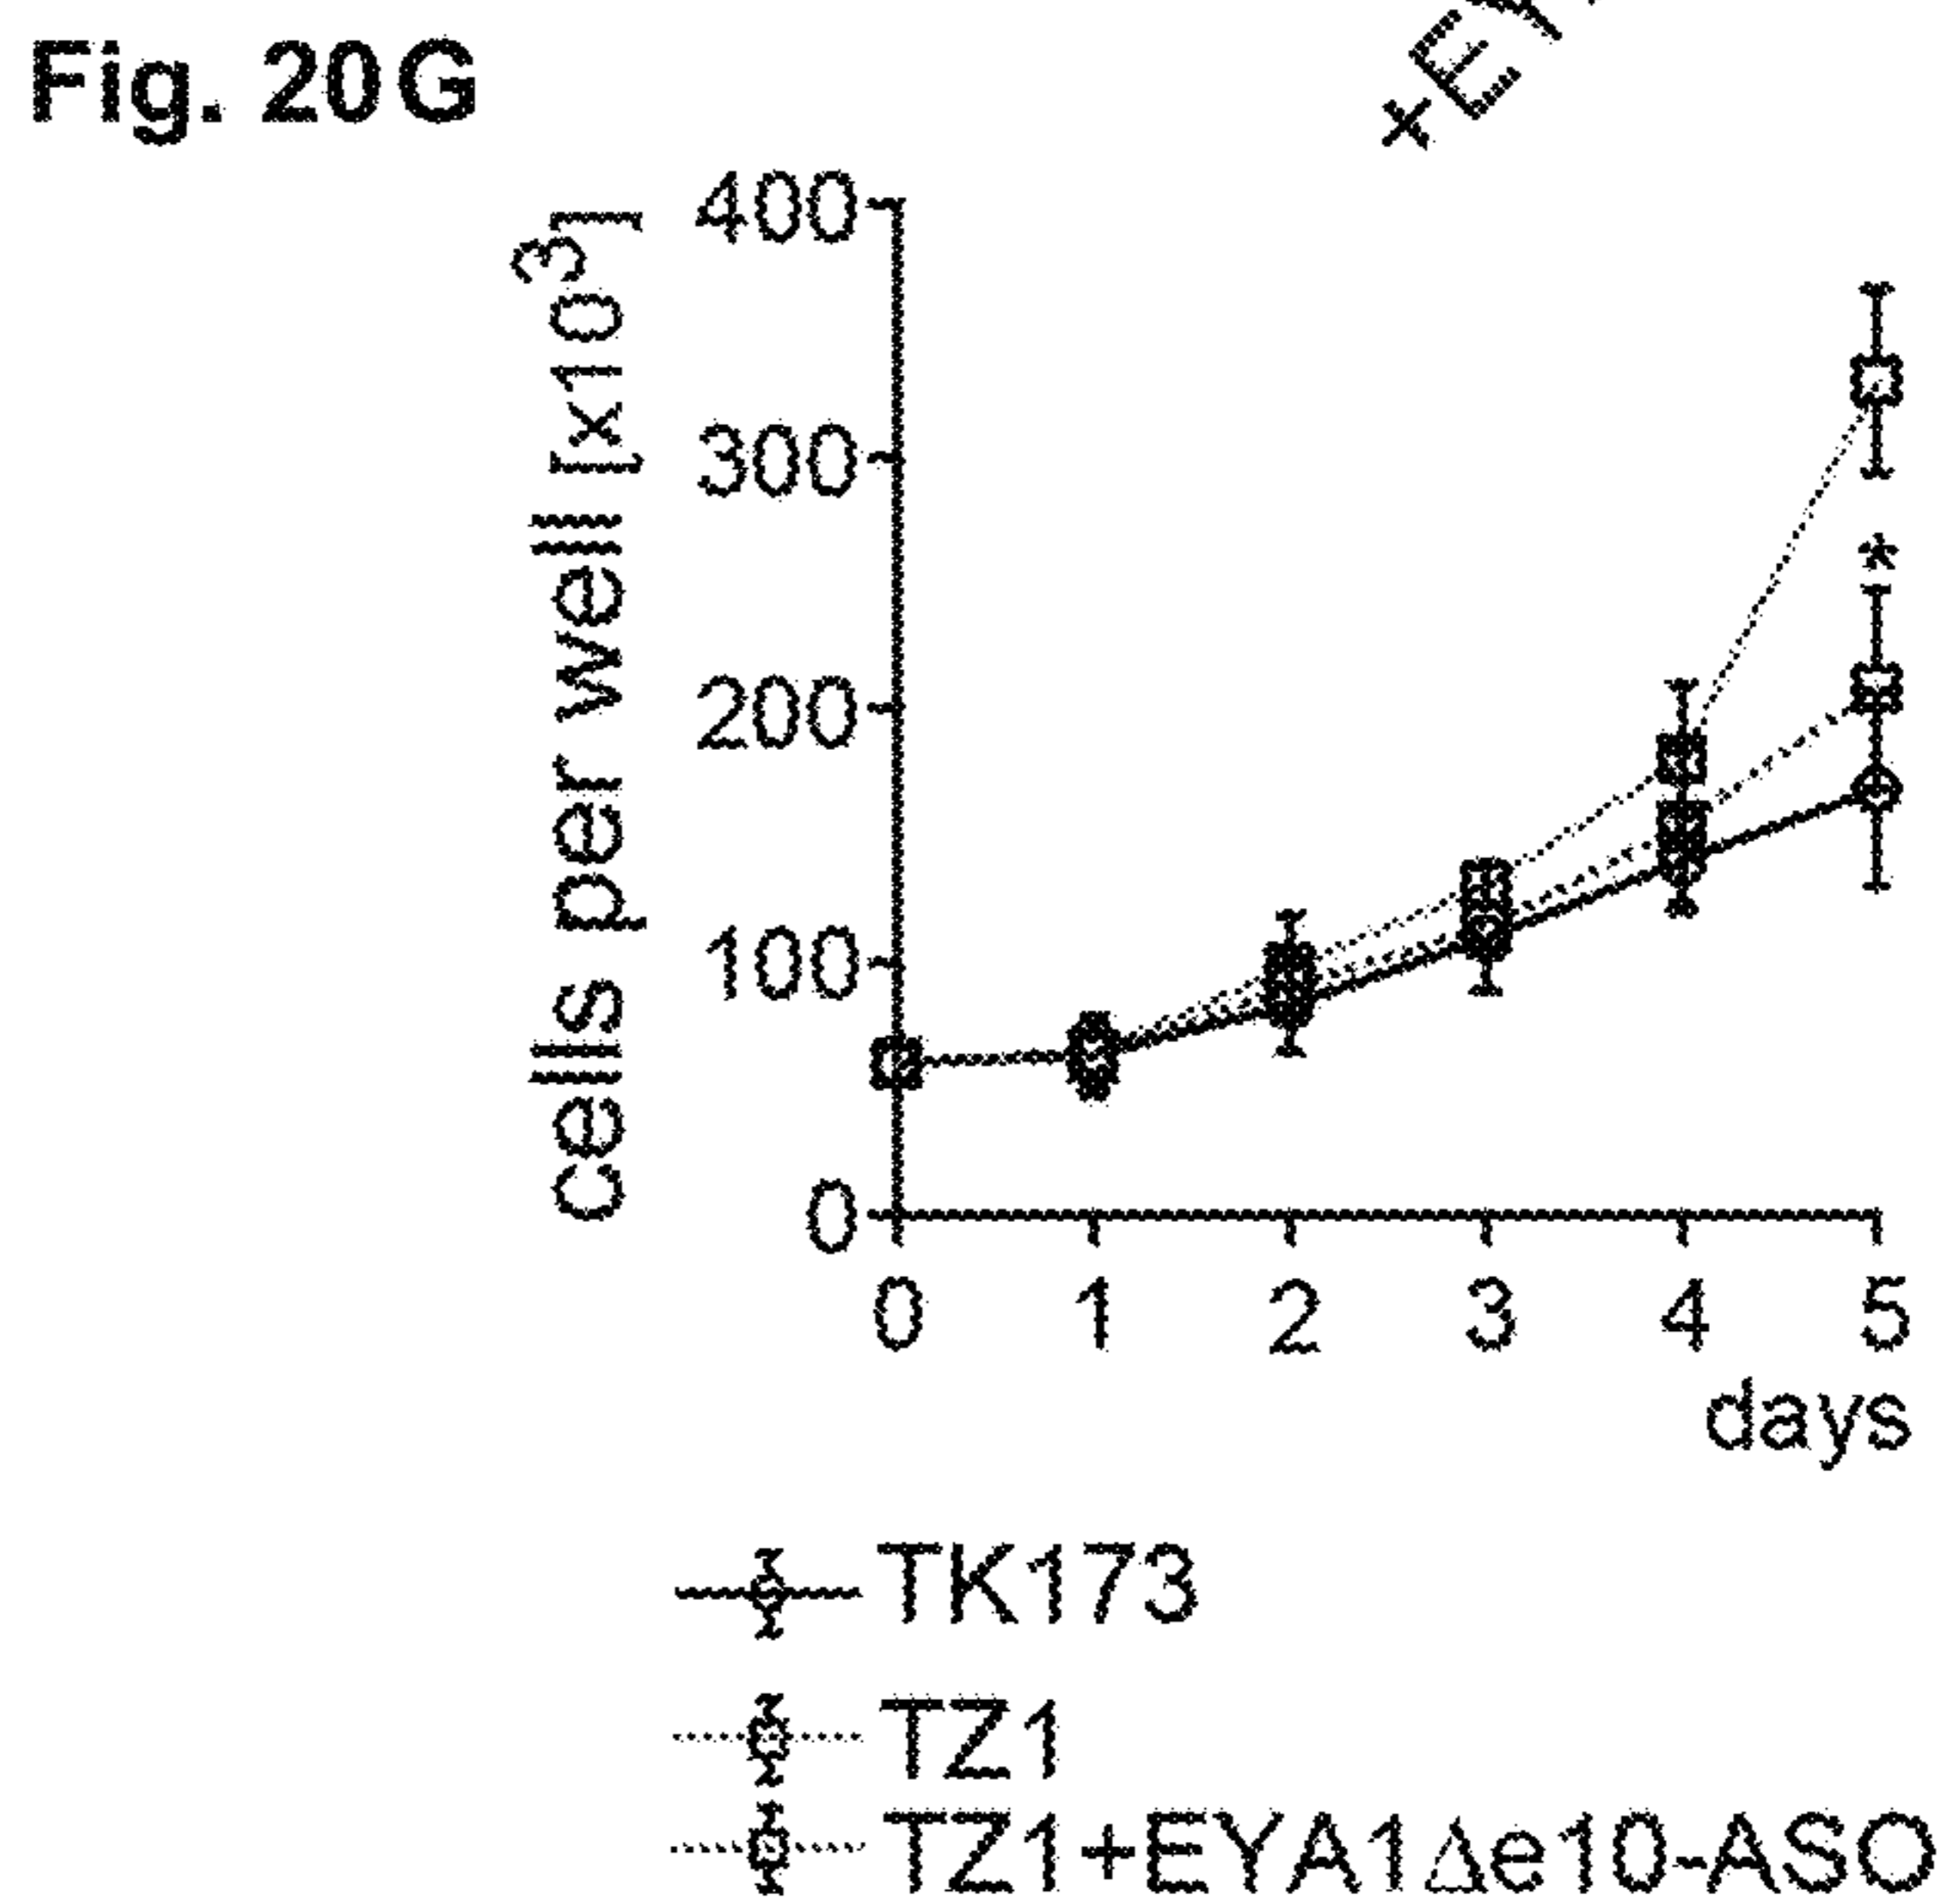 Fig. 20G
cells per well [x10³]
400
300
200
100
0
*
0 1 2 3 4 5
days
TK173
TZ1
TZ1+EYA1Δe10-ASO